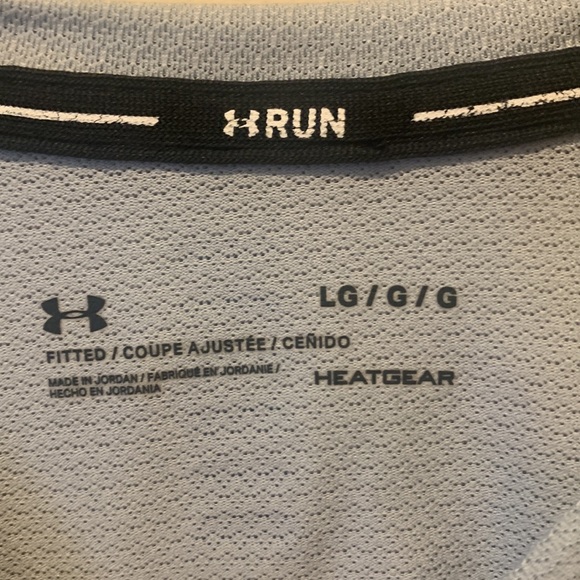 RUN
LG / G / G
FITTED / COUPE AJUSTÉE / CEÑIDO
MADE IN JORDAN / FABRIQUÉ EN JORDANIE /
HECHO EN JORDANIA
HEATGEAR